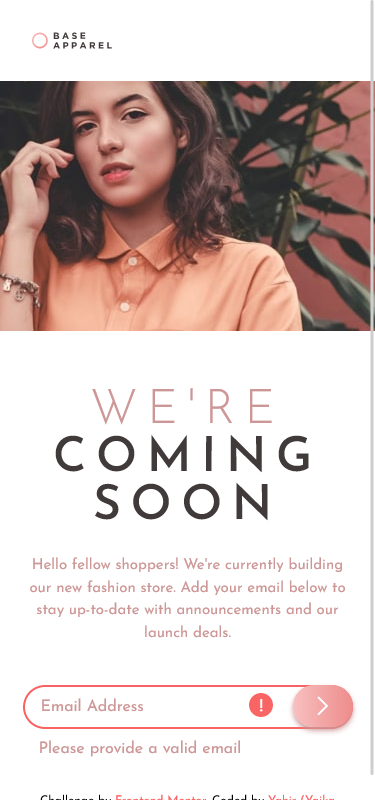 BASE
APPAREL
WE'RE
COMING
SOON
Hello fellow shoppers! We're currently building
our new fashion store. Add your email below to
stay up-to-date with announcements and our
launch deals.
Email Address
!
Please provide a valid email
Challenge by Frontend Mentor. Coded by